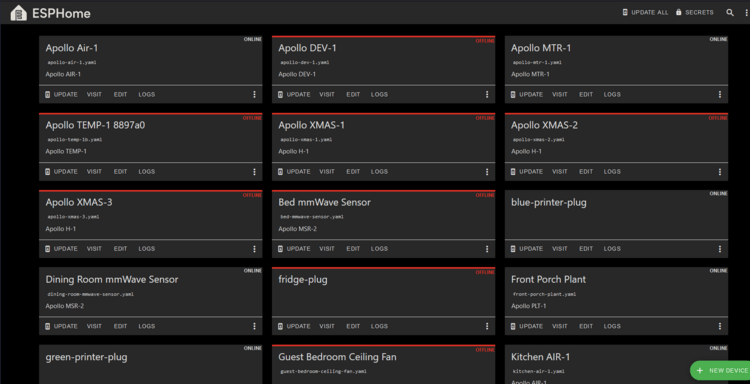 ESPHome
UPDATE ALL SECRETS
ONLINE
Apollo Air-1
apollo-air-1.yaml
Apollo AIR-1
UPDATE VISIT EDIT LOGS
OFFLINE
Apollo DEV-1
apollo-dev-1.yaml
Apollo DEV-1
UPDATE VISIT EDIT LOGS
ONLINE
Apollo MTR-1
apollo-mtr-1.yaml
Apollo MTR-1
UPDATE VISIT EDIT LOGS
OFFLINE
Apollo TEMP-1 8897a0
apollo-temp-1b.yaml
Apollo TEMP-1
UPDATE VISIT EDIT LOGS
OFFLINE
Apollo XMAS-1
apollo-xmas-1.yaml
Apollo H-1
UPDATE VISIT EDIT LOGS
OFFLINE
Apollo XMAS-2
apollo-xmas-2.yaml
Apollo H-1
UPDATE VISIT EDIT LOGS
OFFLINE
Apollo XMAS-3
apollo-xmas-3.yaml
Apollo H-1
UPDATE VISIT EDIT LOGS
OFFLINE
Bed mmWave Sensor
bed-mmwave-sensor.yaml
Apollo MSR-2
UPDATE VISIT EDIT LOGS
ONLINE
blue-printer-plug
UPDATE VISIT EDIT LOGS
ONLINE
Dining Room mmWave Sensor
dining-room-mmwave-sensor.yaml
Apollo MSR-2
UPDATE VISIT EDIT LOGS
OFFLINE
fridge-plug
UPDATE VISIT EDIT LOGS
ONLINE
Front Porch Plant
front-porch-plant.yaml
Apollo PLT-1
UPDATE VISIT EDIT LOGS
ONLINE
green-printer-plug
OFFLINE
Guest Bedroom Ceiling Fan
guest-bedroom-ceiling-fan.yaml
ONLINE
Kitchen AIR-1
kitchen-air-1.yaml
Apollo AIR-1
NEW DEVICE